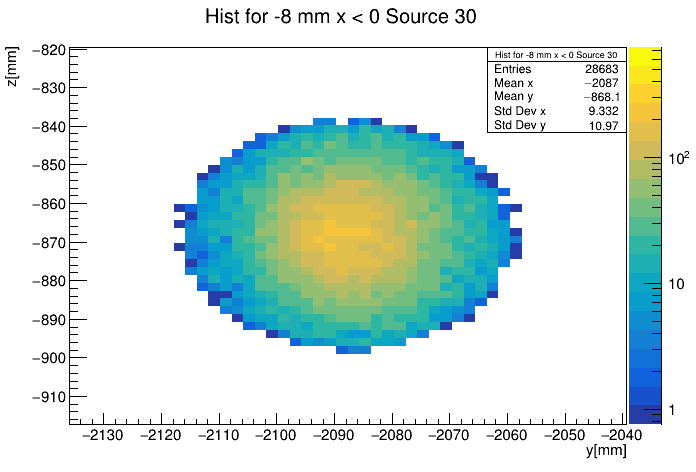 Hist for -8 mm x < 0 Source 30
Hist for -8 mm x < 0 Source 30
Entries 28683
Mean x −2087
Mean y −868.1
Std Dev x 9.332
Std Dev y 10.97
z[mm]
−820
−830
−840
−850
−860
−870
−880
−890
−900
−910
10²
10
1
−2130 −2120 −2110 −2100 −2090 −2080 −2070 −2060 −2050 −2040
y[mm]